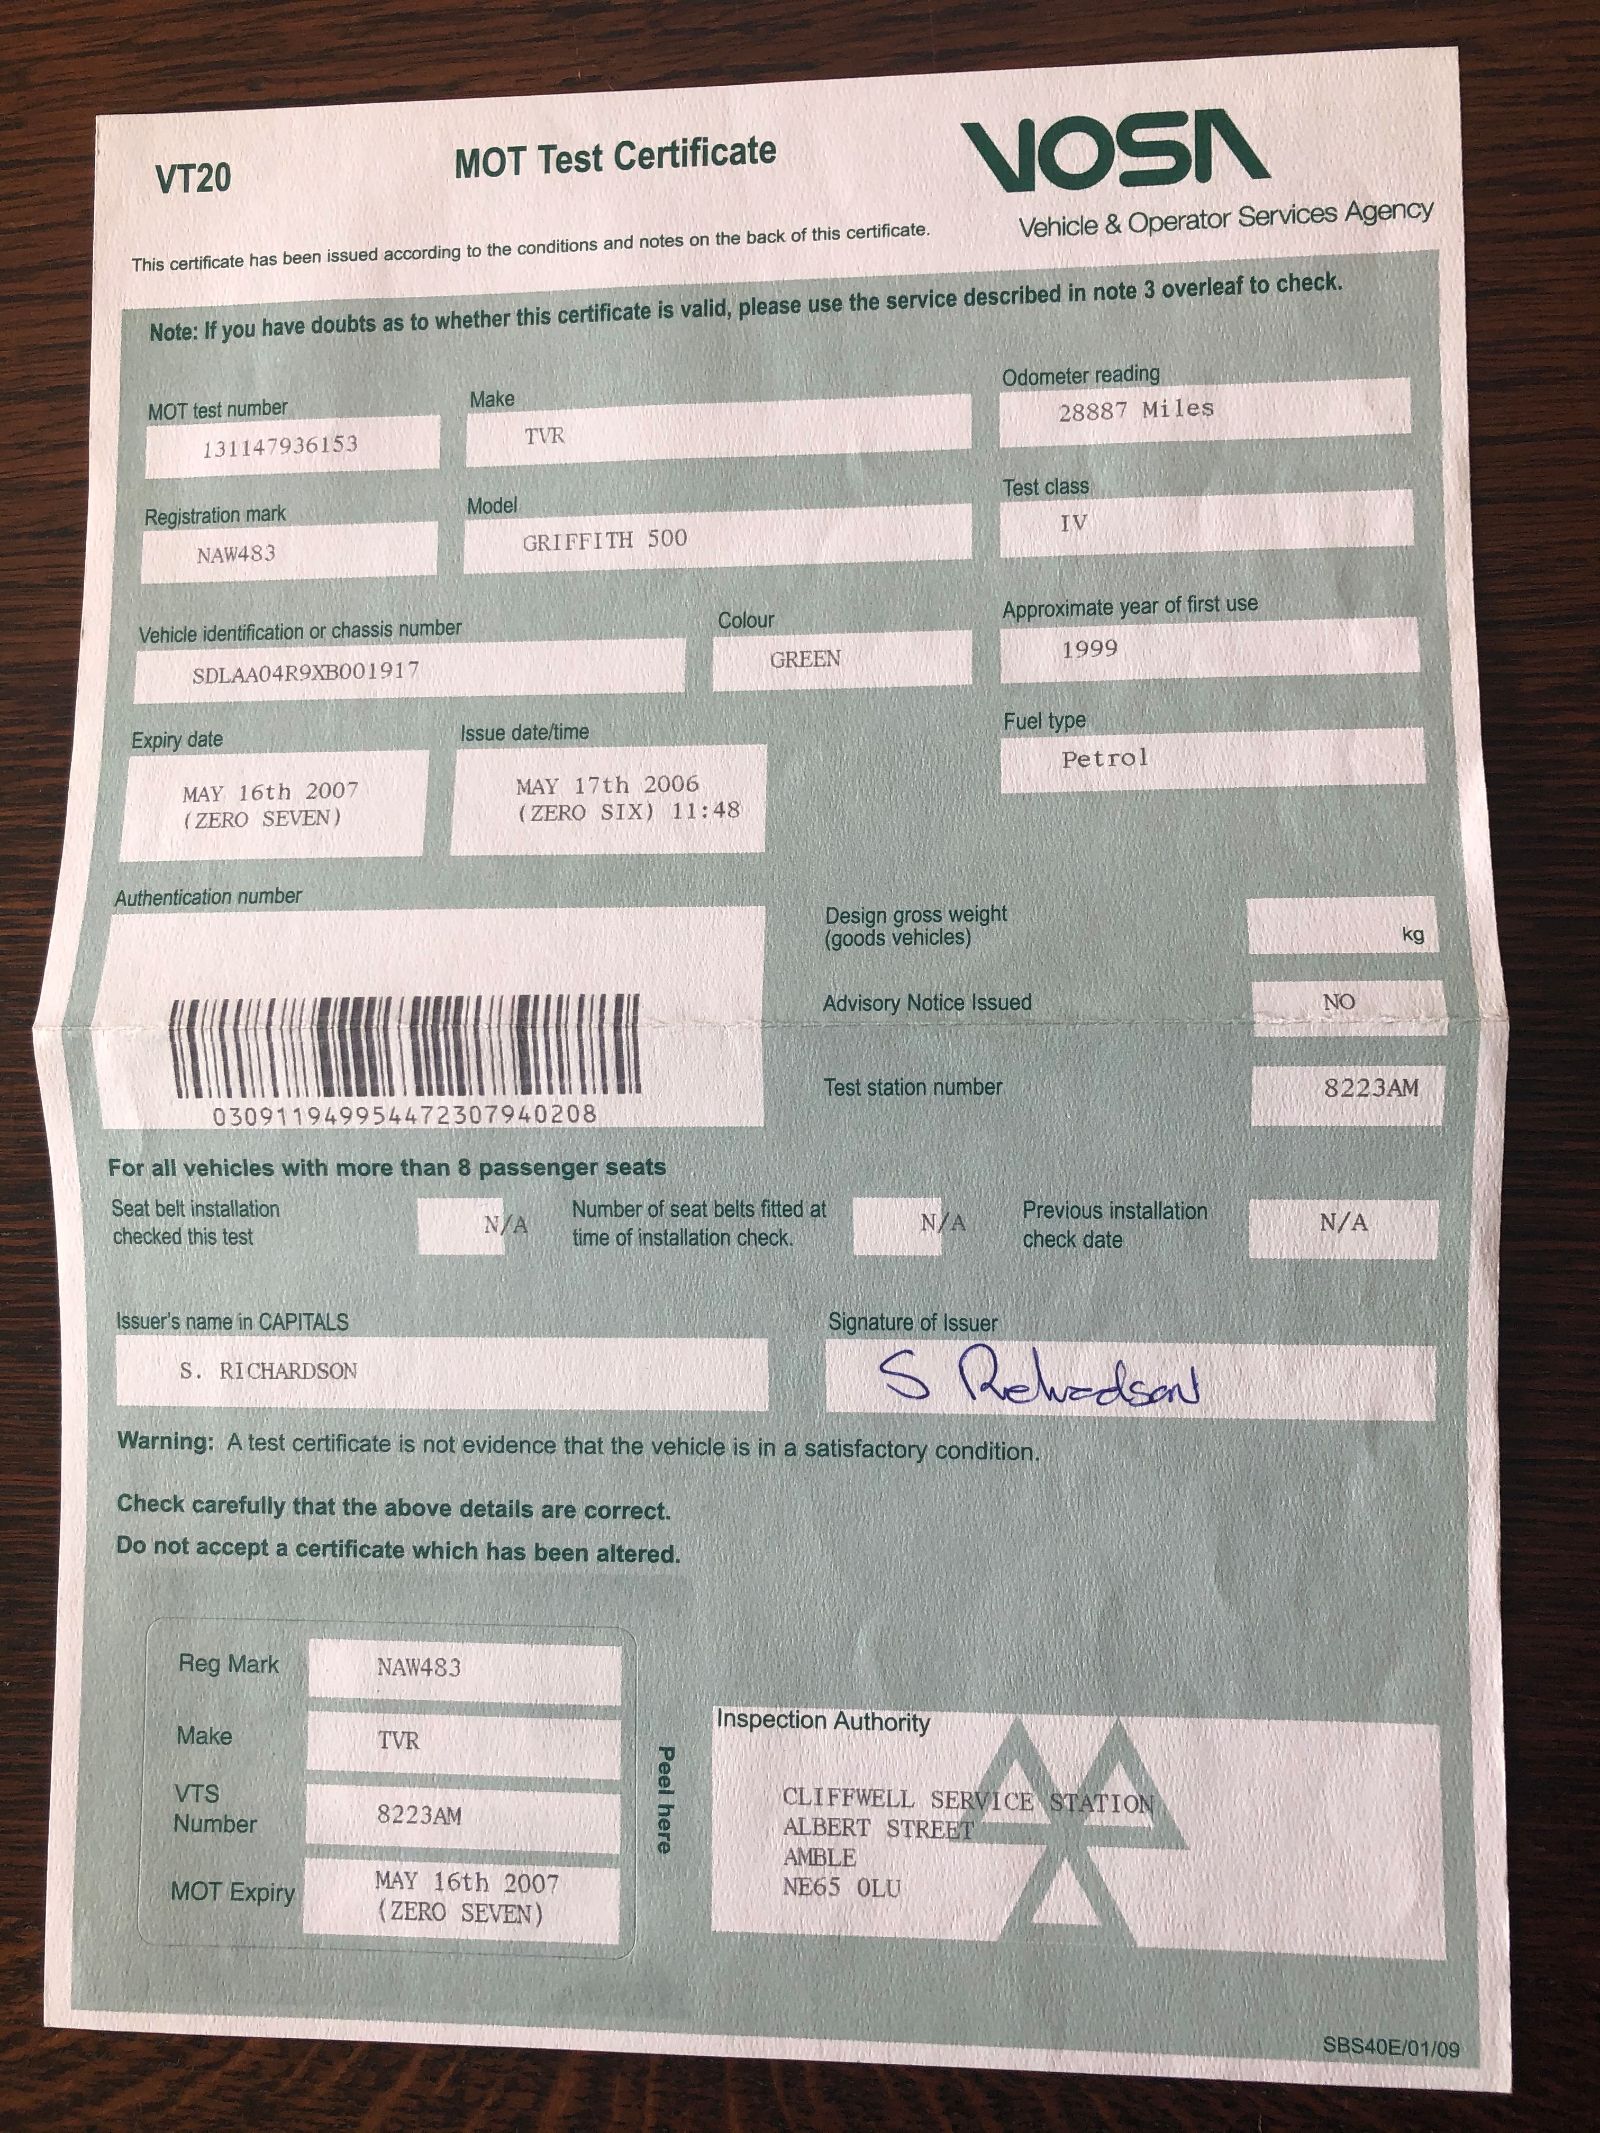 VT20
MOT Test Certificate
VOSA
Vehicle & Operator Services Agency
This certificate has been issued according to the conditions and notes on the back of this certificate.
Note: If you have doubts as to whether this certificate is valid, please use the service described in note 3 overleaf to check.
MOT test number
131147936153
Make
TVR
Odometer reading
28887 Miles
Registration mark
NAW483
Model
GRIFFITH 500
Test class
IV
Vehicle identification or chassis number
SDLAA04R9XB001917
Colour
GREEN
Approximate year of first use
1999
Expiry date
MAY 16th 2007
(ZERO SEVEN)
Issue date/time
MAY 17th 2006
(ZERO SIX) 11:48
Fuel type
Petrol
Authentication number
030911949954472307940208
Design gross weight
(goods vehicles)
kg
Advisory Notice Issued
NO
Test station number
8223AM
For all vehicles with more than 8 passenger seats
Seat belt installation
checked this test
N/A
Number of seat belts fitted at
time of installation check.
N/A
Previous installation
check date
N/A
Issuer's name in CAPITALS
S. RICHARDSON
Signature of Issuer
S Richardson
Warning: A test certificate is not evidence that the vehicle is in a satisfactory condition.
Check carefully that the above details are correct.
Do not accept a certificate which has been altered.
Reg Mark
NAW483
Make
TVR
VTS
Number
8223AM
MOT Expiry
MAY 16th 2007
(ZERO SEVEN)
Peel here
Inspection Authority
CLIFFWELL SERVICE STATION
ALBERT STREET
AMBLE
NE65 0LU
SBS40E/01/09